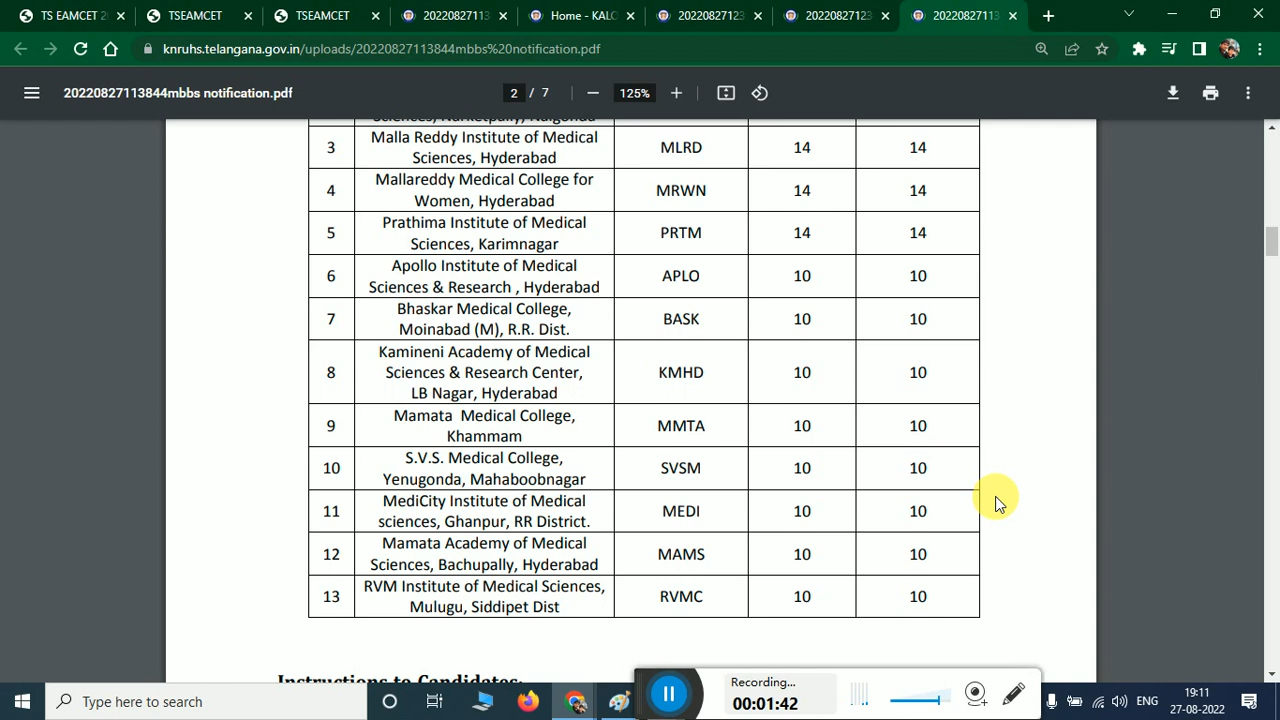 TS EAMCET 2
TSEAMCET
TSEAMCET
20220827113
Home - KALO
20220827123
20220827123
20220827113
knruhs.telangana.gov.in/uploads/20220827113844mbbs%20notification.pdf
20220827113844mbbs notification.pdf
2 / 7
125%
Sciences, Narketpally, Nalgonda
3 Malla Reddy Institute of Medical MLRD 14 14
Sciences, Hyderabad
4 Mallareddy Medical College for MRWN 14 14
Women, Hyderabad
5 Prathima Institute of Medical PRTM 14 14
Sciences, Karimnagar
6 Apollo Institute of Medical APLO 10 10
Sciences & Research , Hyderabad
7 Bhaskar Medical College, BASK 10 10
Moinabad (M), R.R. Dist.
Kamineni Academy of Medical
8 Sciences & Research Center, KMHD 10 10
LB Nagar, Hyderabad
9 Mamata Medical College, MMTA 10 10
Khammam
10 S.V.S. Medical College, SVSM 10 10
Yenugonda, Mahaboobnagar
11 MediCity Institute of Medical MEDI 10 10
sciences, Ghanpur, RR District.
12 Mamata Academy of Medical MAMS 10 10
Sciences, Bachupally, Hyderabad
13 RVM Institute of Medical Sciences, RVMC 10 10
Mulugu, Siddipet Dist
Instructions to Candidates:
Recording...
00:01:42
Type here to search
ENG
19:11
27-08-2022